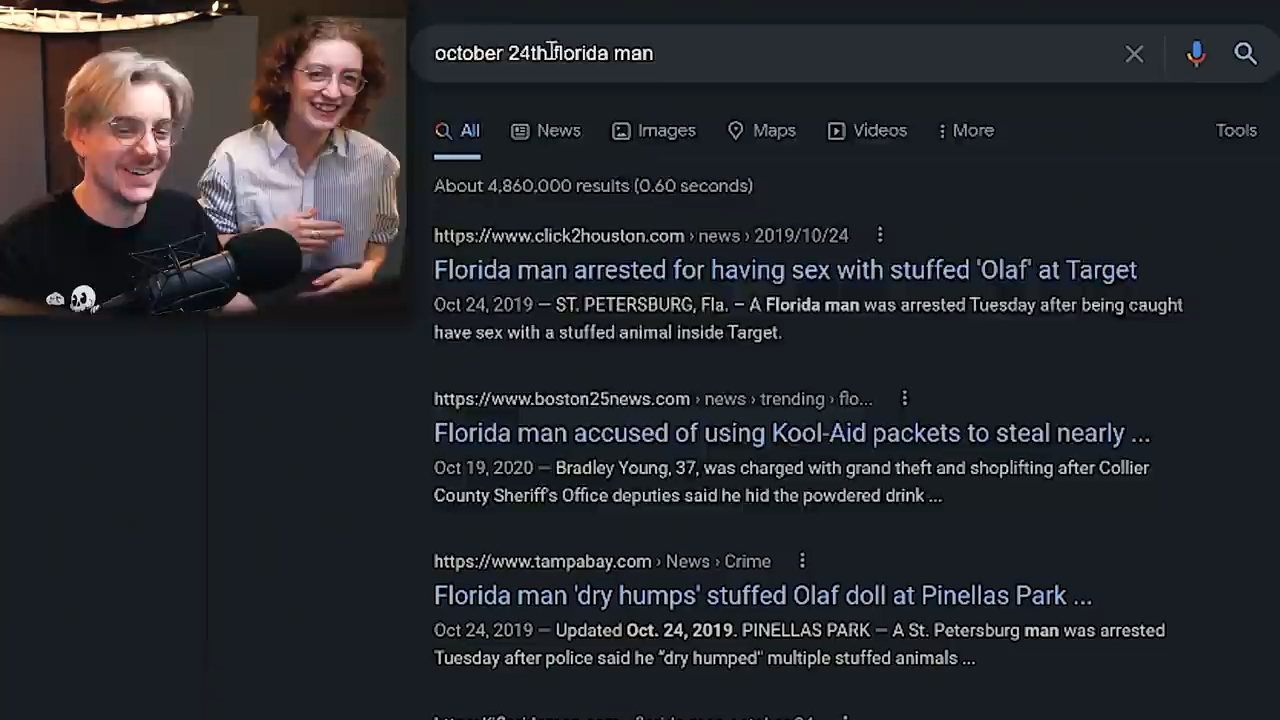 october 24th florida man
All News Images Maps Videos More Tools
About 4,860,000 results (0.60 seconds)
https://www.click2houston.com › news › 2019/10/24
Florida man arrested for having sex with stuffed 'Olaf' at Target
Oct 24, 2019 — ST. PETERSBURG, Fla. – A Florida man was arrested Tuesday after being caught
have sex with a stuffed animal inside Target.
https://www.boston25news.com › news › trending › flo...
Florida man accused of using Kool-Aid packets to steal nearly ...
Oct 19, 2020 — Bradley Young, 37, was charged with grand theft and shoplifting after Collier
County Sheriff's Office deputies said he hid the powdered drink ...
https://www.tampabay.com › News › Crime
Florida man 'dry humps' stuffed Olaf doll at Pinellas Park ...
Oct 24, 2019 — Updated Oct. 24, 2019. PINELLAS PARK — A St. Petersburg man was arrested
Tuesday after police said he "dry humped" multiple stuffed animals ...